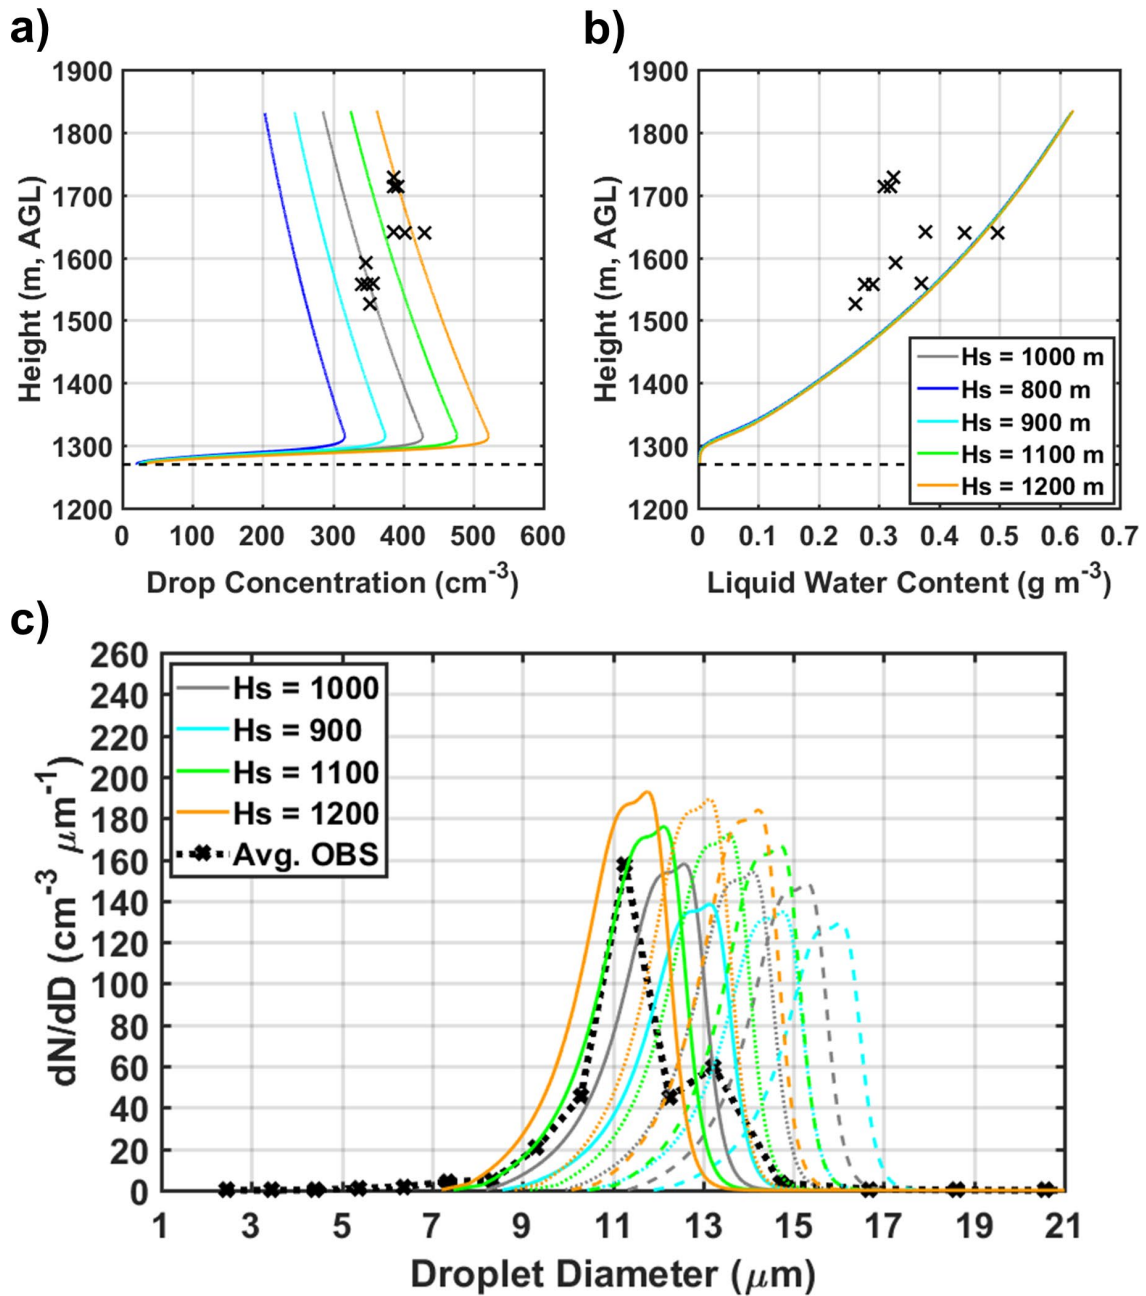 a)
1900
1800
1700
1600
1500
1400
1300
1200
Height (m, AGL)
0 100 200 300 400 500 600
Drop Concentration (cm-3)
b)
1900
1800
1700
1600
1500
1400
1300
1200
Height (m, AGL)
Hs = 1000 m
Hs = 800 m
Hs = 900 m
Hs = 1100 m
Hs = 1200 m
0 0.1 0.2 0.3 0.4 0.5 0.6 0.7
Liquid Water Content (g m-3)
c)
260
240
220
200
180
160
140
120
100
80
60
40
20
0
dN/dD (cm-3 μm-1)
Hs = 1000
Hs = 900
Hs = 1100
Hs = 1200
Avg. OBS
1 3 5 7 9 11 13 15 17 19 21
Droplet Diameter (μm)